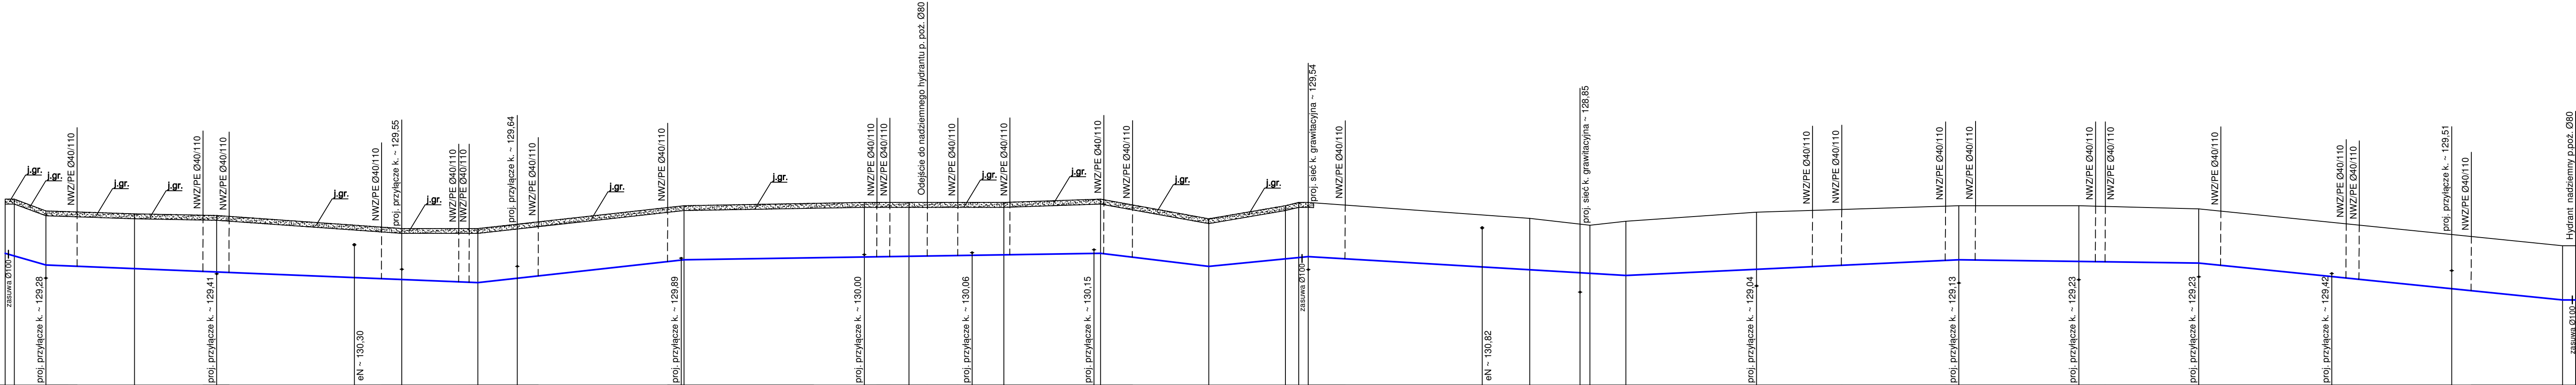 zasuwa Ø100
j.gr.
j.gr.
proj. przyłącze k. ~ 129,28
NWZ/PE Ø40/110
j.gr.
j.gr.
NWZ/PE Ø40/110
proj. przyłącze k. ~ 129,41
NWZ/PE Ø40/110
j.gr.
eN ~ 130,30
NWZ/PE Ø40/110
proj. przyłącze k. ~ 129,55
j.gr.
NWZ/PE Ø40/110
NWZ/PE Ø40/110
proj. przyłącze k. ~ 129,64
NWZ/PE Ø40/110
j.gr.
NWZ/PE Ø40/110
proj. przyłącze k. ~ 129,89
j.gr.
proj. przyłącze k. ~ 130,00
NWZ/PE Ø40/110
NWZ/PE Ø40/110
Odejście do nadziemnego hydrantu p. poż. Ø80
NWZ/PE Ø40/110
proj. przyłącze k. ~ 130,06
j.gr.
NWZ/PE Ø40/110
j.gr.
proj. przyłącze k. ~ 130,15
NWZ/PE Ø40/110
NWZ/PE Ø40/110
j.gr.
j.gr.
zasuwa Ø100
proj. sieć k. grawitacyjna ~ 129,54
NWZ/PE Ø40/110
eN ~ 130,82
proj. sieć k. grawitacyjna ~ 128,85
proj. przyłącze k. ~ 129,04
NWZ/PE Ø40/110
NWZ/PE Ø40/110
NWZ/PE Ø40/110
proj. przyłącze k. ~ 129,13
NWZ/PE Ø40/110
proj. przyłącze k. ~ 129,23
NWZ/PE Ø40/110
NWZ/PE Ø40/110
proj. przyłącze k. ~ 129,23
NWZ/PE Ø40/110
proj. przyłącze k. ~ 129,42
NWZ/PE Ø40/110
NWZ/PE Ø40/110
proj. przyłącze k. ~ 129,51
NWZ/PE Ø40/110
Hydrant nadziemny p.poż. Ø80
zasuwa Ø100